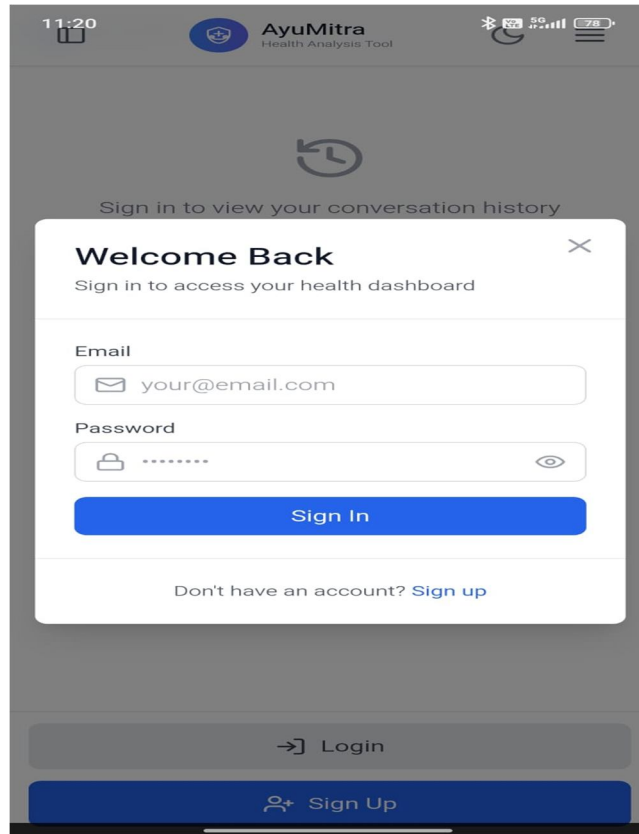 11:20
AyuMitra
5G
78
Health Analysis Tool
Sign in to view your conversation history
Welcome Back
Sign in to access your health dashboard
Email
your@email.com
Password
Sign In
Don't have an account? Sign up
Login
Sign Up